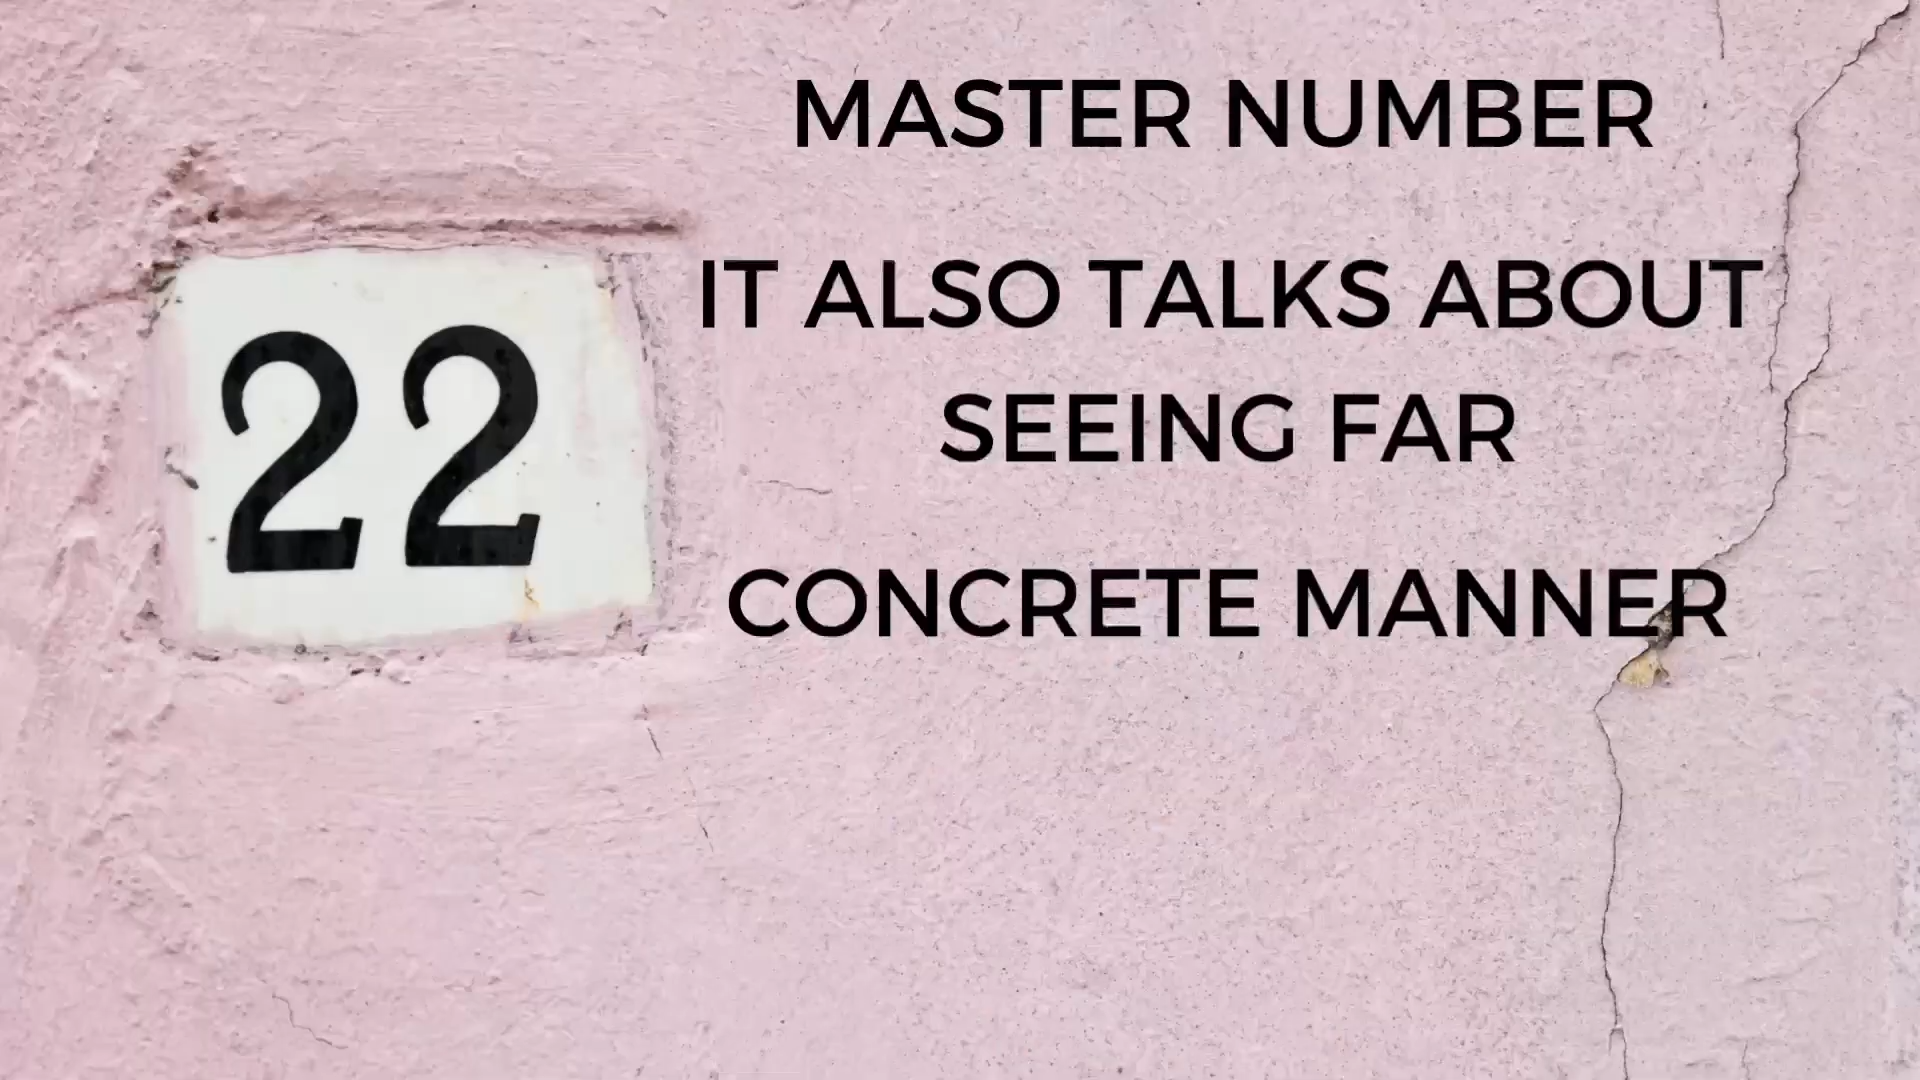 22
MASTER NUMBER
IT ALSO TALKS ABOUT
SEEING FAR
CONCRETE MANNER